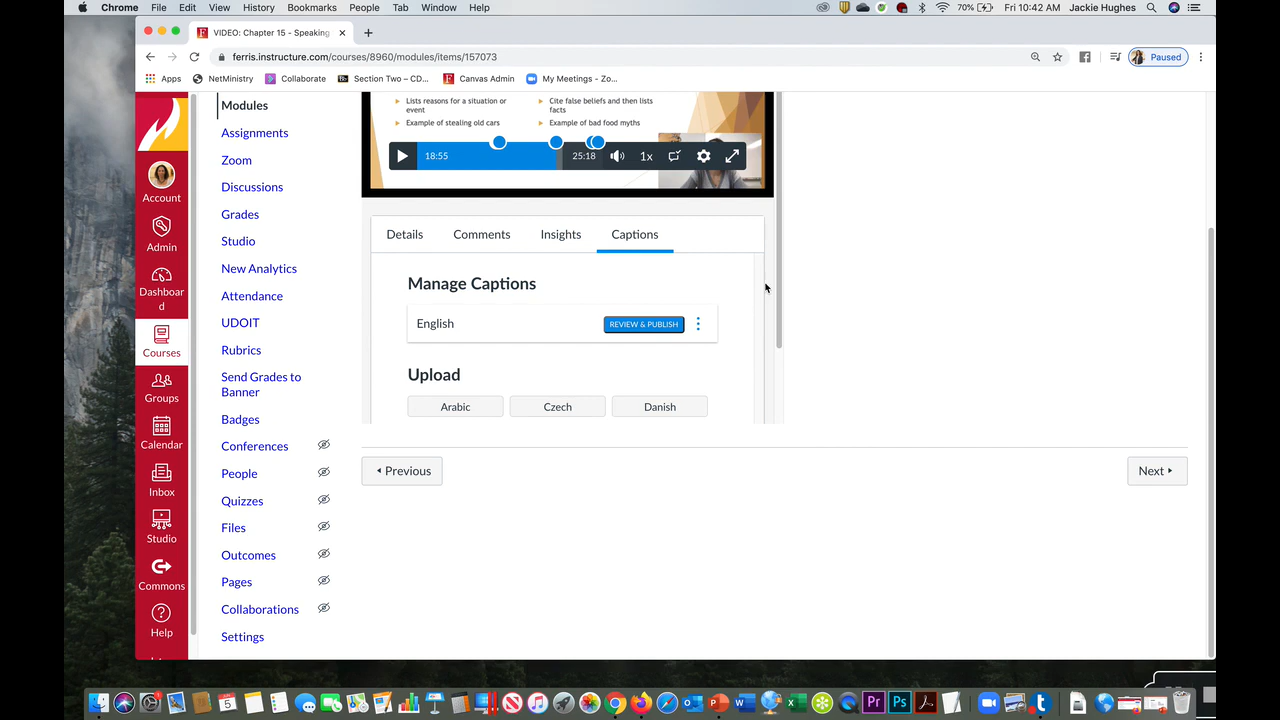 Chrome File Edit View History Bookmarks People Tab Window Help 70% Fri 10:42 AM Jackie Hughes
VIDEO: Chapter 15 - Speaking
ferris.instructure.com/courses/8960/modules/items/157073 Paused
Apps NetMinistry Collaborate Section Two – CD... Canvas Admin My Meetings - Zo...
Account
Admin
Dashboar
d
Courses
Groups
Calendar
Inbox
Studio
Commons
Help
Modules
Assignments
Zoom
Discussions
Grades
Studio
New Analytics
Attendance
UDOIT
Rubrics
Send Grades to
Banner
Badges
Conferences
People
Quizzes
Files
Outcomes
Pages
Collaborations
Settings
Lists reasons for a situation or
event
Example of stealing old cars
Cite false beliefs and then lists
facts
Example of bad food myths
18:55 25:18 1x
Details Comments Insights Captions
Manage Captions
English REVIEW & PUBLISH
Upload
Arabic Czech Danish
Previous Next
5
Pr Ps